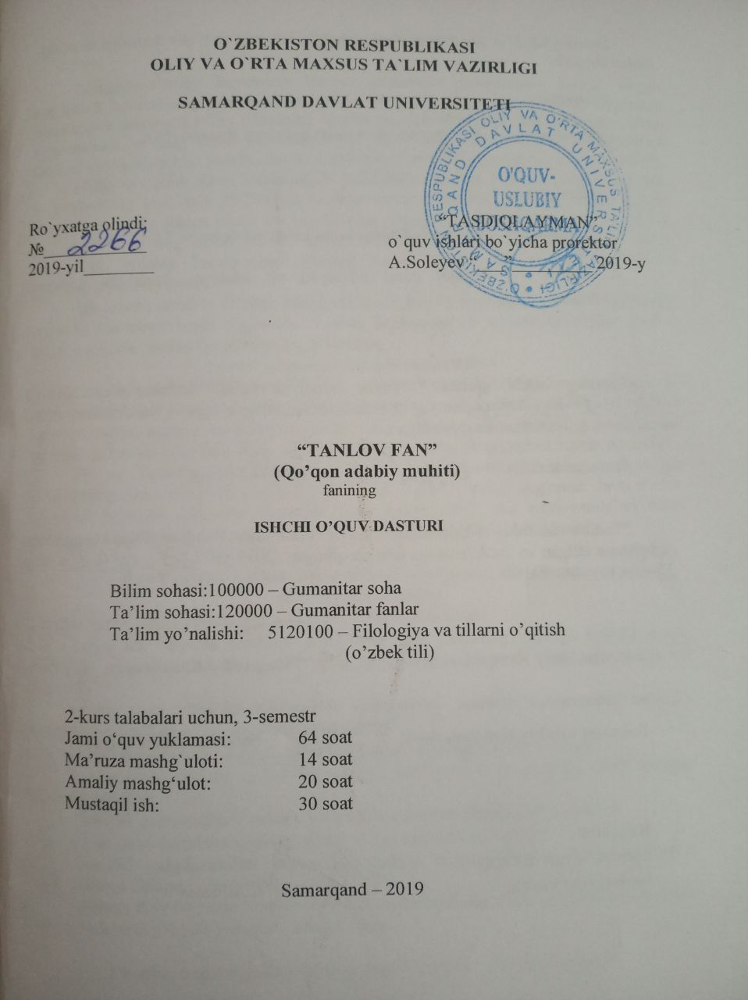 O`ZBEKISTON RESPUBLIKASI
OLIY VA O`RTA MAXSUS TA`LIM VAZIRLIGI
SAMARQAND DAVLAT UNIVERSITETI
O'ZBEKISTON RESPUBLIKASI OLIY VA O'RTA MAXSUS TA'LIM VAZIRLIGI
SAMARQAND DAVLAT UNIVERSITETI
O'QUV-
USLUBIY
Ro`yxatga olindi:
№ 2266
2019-yil_________
“TASDIQLAYMAN”
o`quv ishlari bo`yicha prorektor
A.Soleyev “____”__________ 2019-y
“TANLOV FAN”
(Qo’qon adabiy muhiti)
fanining
ISHCHI O’QUV DASTURI
Bilim sohasi:100000 – Gumanitar soha
Ta’lim sohasi:120000 – Gumanitar fanlar
Ta’lim yo’nalishi: 5120100 – Filologiya va tillarni o’qitish
(o’zbek tili)
2-kurs talabalari uchun, 3-semestr
Jami o‘quv yuklamasi: 64 soat
Ma’ruza mashg`uloti: 14 soat
Amaliy mashg‘ulot: 20 soat
Mustaqil ish: 30 soat
Samarqand – 2019